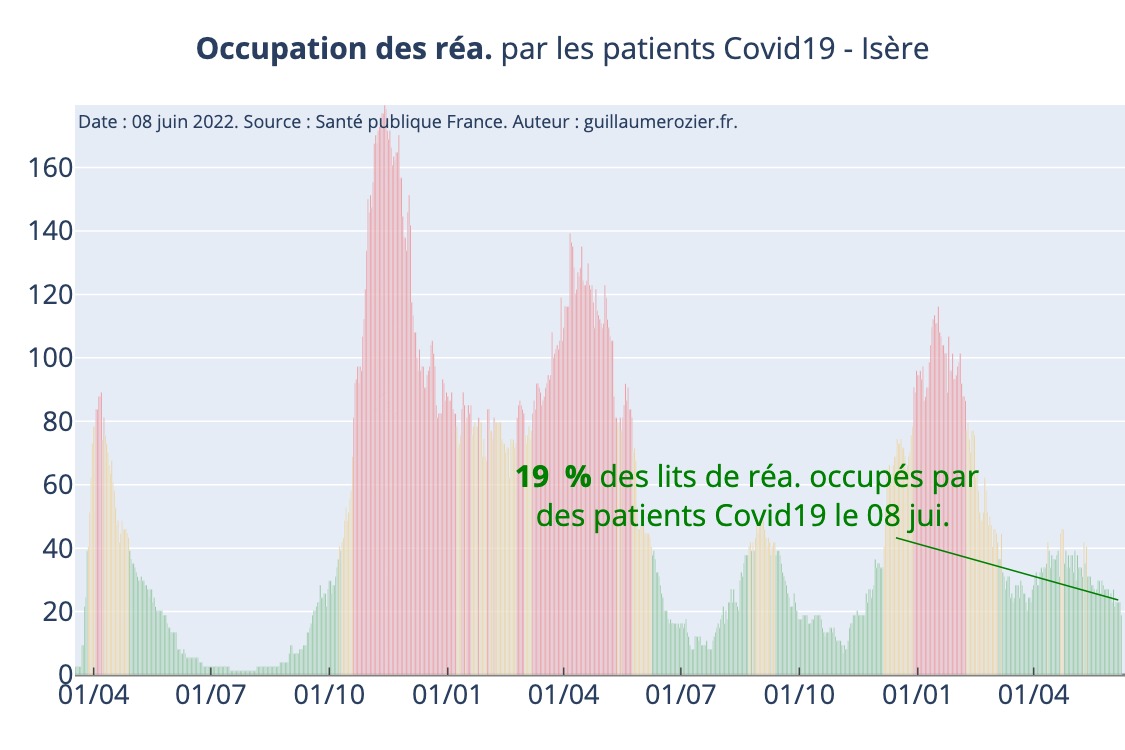 Occupation des réa. par les patients Covid19 - Isère
Date : 08 juin 2022. Source : Santé publique France. Auteur : guillaumerozier.fr.
160
140
120
100
80
60
40
20
0
19 % des lits de réa. occupés par
des patients Covid19 le 08 jui.
01/04 01/07 01/10 01/01 01/04 01/07 01/10 01/01 01/04